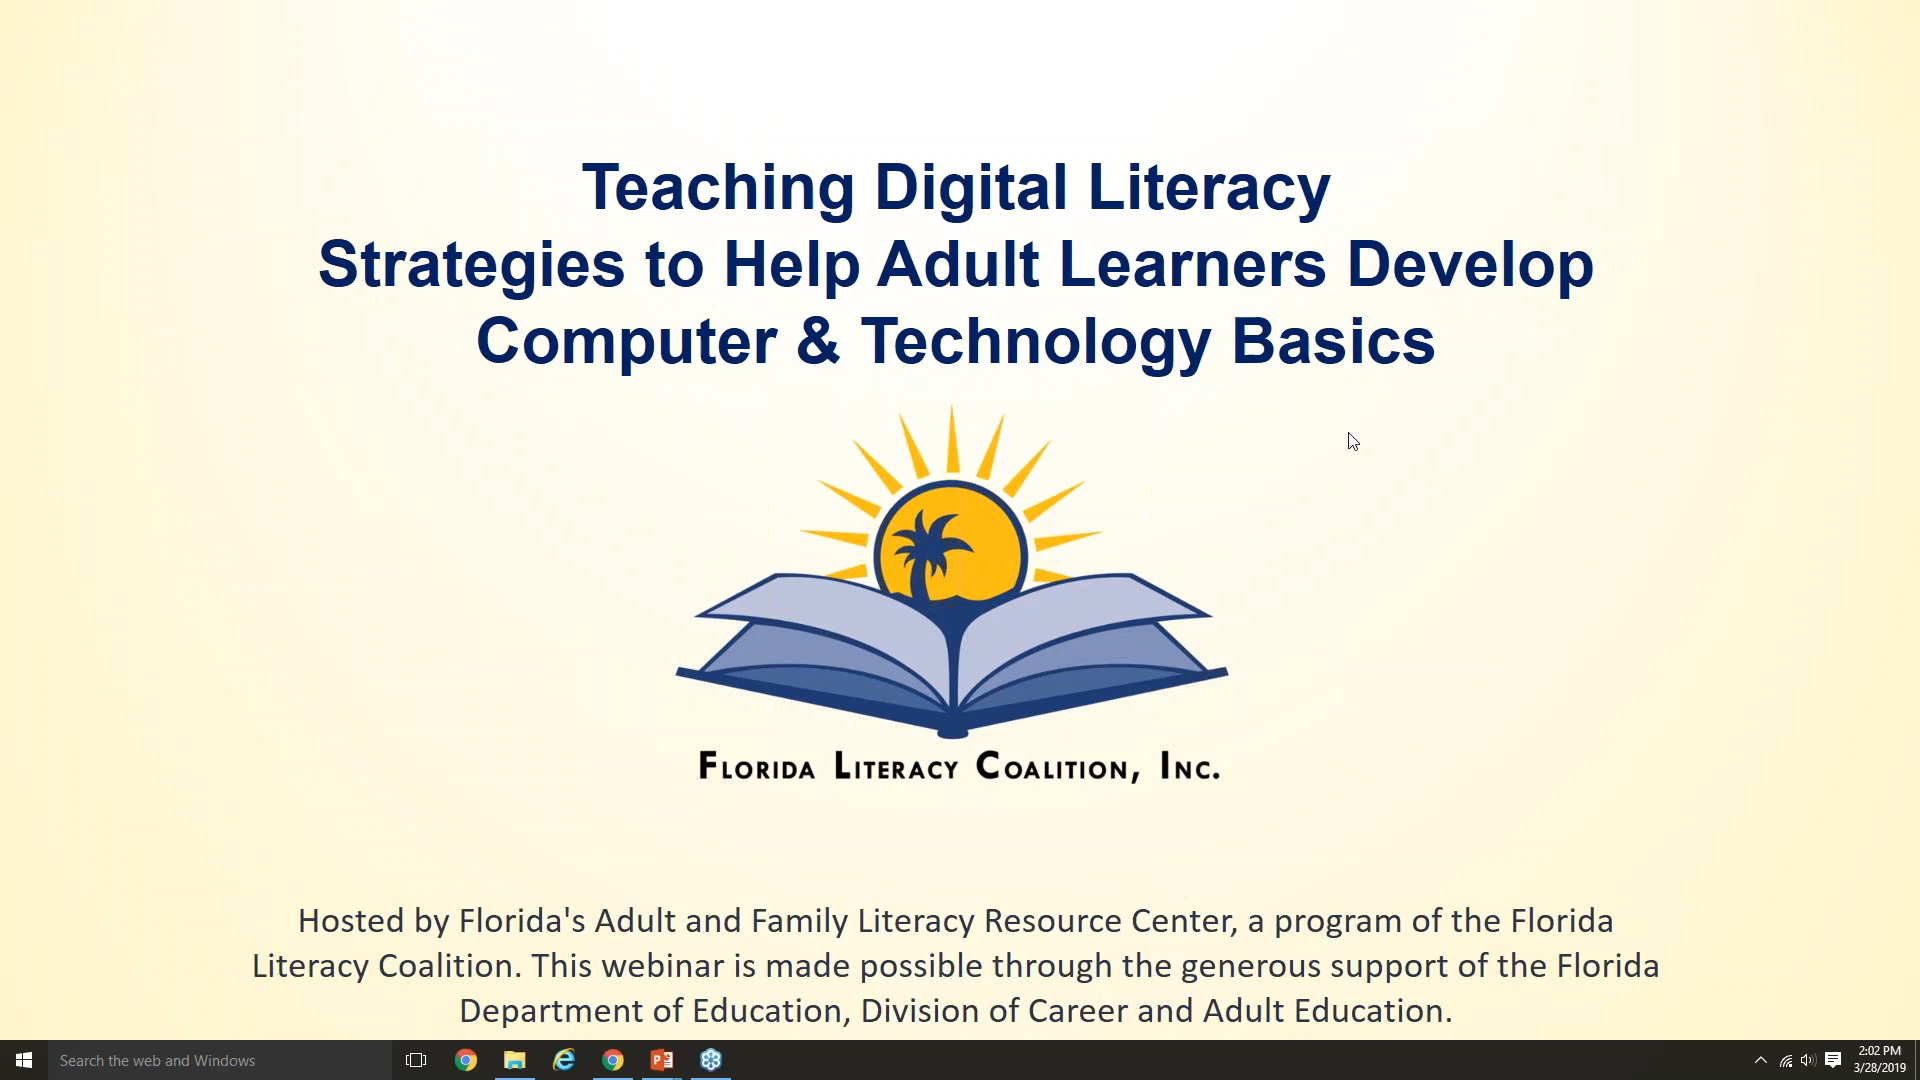 Teaching Digital Literacy
Strategies to Help Adult Learners Develop
Computer & Technology Basics
Florida Literacy Coalition, Inc.
Hosted by Florida's Adult and Family Literacy Resource Center, a program of the Florida
Literacy Coalition. This webinar is made possible through the generous support of the Florida
Department of Education, Division of Career and Adult Education.
Search the web and Windows
2:02 PM
3/28/2019